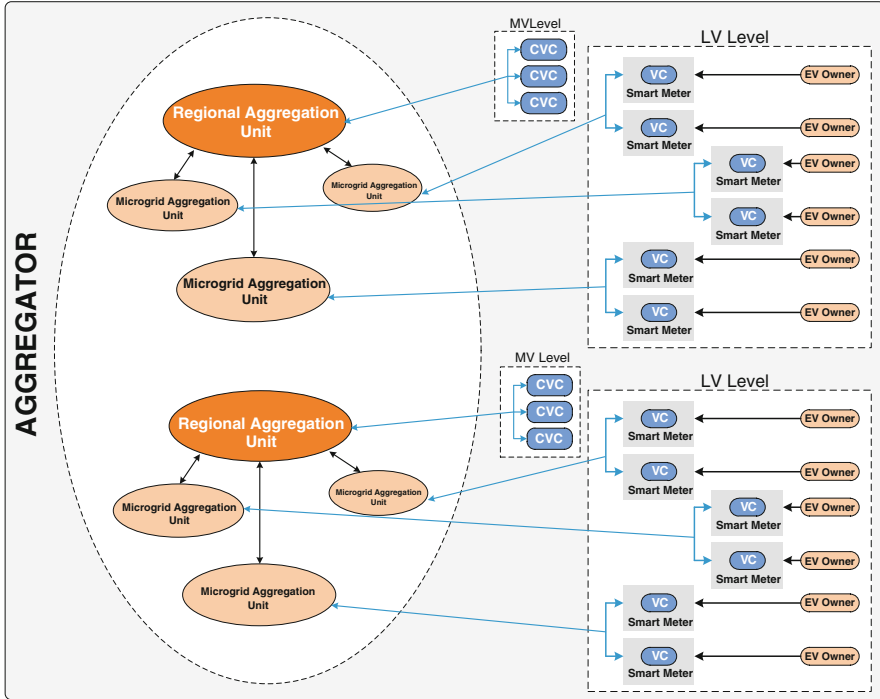 AGGREGATOR
MVLevel
CVC
CVC
CVC
LV Level
VC
Smart Meter
EV Owner
VC
Smart Meter
EV Owner
VC
Smart Meter
EV Owner
VC
Smart Meter
EV Owner
VC
Smart Meter
EV Owner
VC
Smart Meter
EV Owner
Regional Aggregation
Unit
Microgrid Aggregation
Unit
Microgrid Aggregation
Unit
Microgrid Aggregation
Unit
MV Level
CVC
CVC
CVC
LV Level
VC
Smart Meter
EV Owner
VC
Smart Meter
EV Owner
VC
Smart Meter
EV Owner
VC
Smart Meter
EV Owner
VC
Smart Meter
EV Owner
VC
Smart Meter
EV Owner
Regional Aggregation
Unit
Microgrid Aggregation
Unit
Microgrid Aggregation
Unit
Microgrid Aggregation
Unit